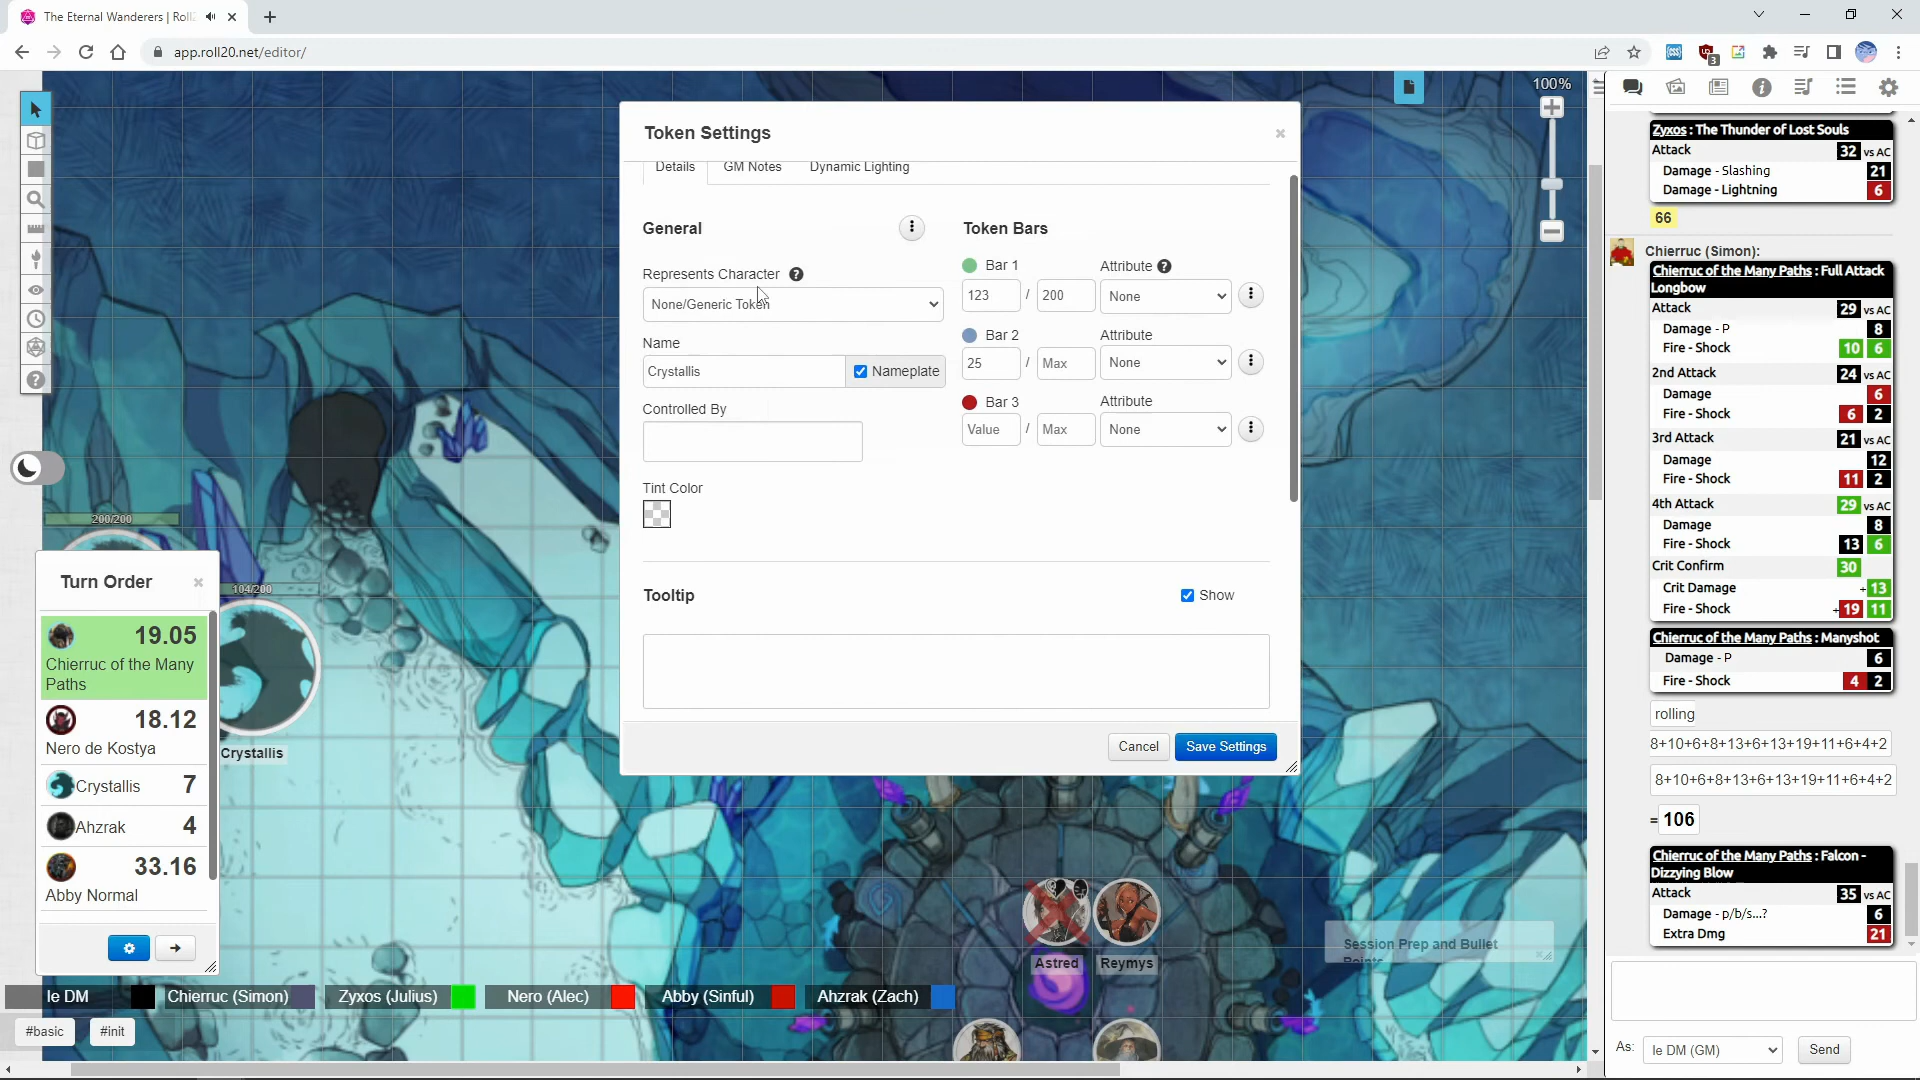 The Eternal Wanderers | Roll2
app.roll20.net/editor/
3
100%
Token Settings
Details
GM Notes
Dynamic Lighting
General
Represents Character
None/Generic Token
Name
Crystallis
Nameplate
Controlled By
Tint Color
Token Bars
Bar 1
Attribute
123
/
200
None
Bar 2
Attribute
25
/
Max
None
Bar 3
Attribute
Value
/
Max
None
Tooltip
Show
Cancel
Save Settings
200/200
104/200
Crystallis
Turn Order
19.05
Chierruc of the Many
Paths
18.12
Nero de Kostya
Crystallis
7
Ahzrak
4
33.16
Abby Normal
Astred
Reymys
Session Prep and Bullet
Points
le DM
Chierruc (Simon)
Zyxos (Julius)
Nero (Alec)
Abby (Sinful)
Ahzrak (Zach)
#basic
#init
Zyxos : The Thunder of Lost Souls
Attack 32 vs AC
Damage - Slashing 21
Damage - Lightning 6
66
Chierruc (Simon):
Chierruc of the Many Paths : Full Attack
Longbow
Attack 29 vs AC
Damage - P 8
Fire - Shock 10 6
2nd Attack 24 vs AC
Damage 6
Fire - Shock 6 2
3rd Attack 21 vs AC
Damage 12
Fire - Shock 11 2
4th Attack 29 vs AC
Damage 8
Fire - Shock 13 6
Crit Confirm 30
Crit Damage +13
Fire - Shock +19 11
Chierruc of the Many Paths : Manyshot
Damage - P 6
Fire - Shock 4 2
rolling
8+10+6+8+13+6+13+19+11+6+4+2
8+10+6+8+13+6+13+19+11+6+4+2
=106
Chierruc of the Many Paths : Falcon -
Dizzying Blow
Attack 35 vs AC
Damage - p/b/s...? 6
Extra Dmg 21
As:
le DM (GM)
Send